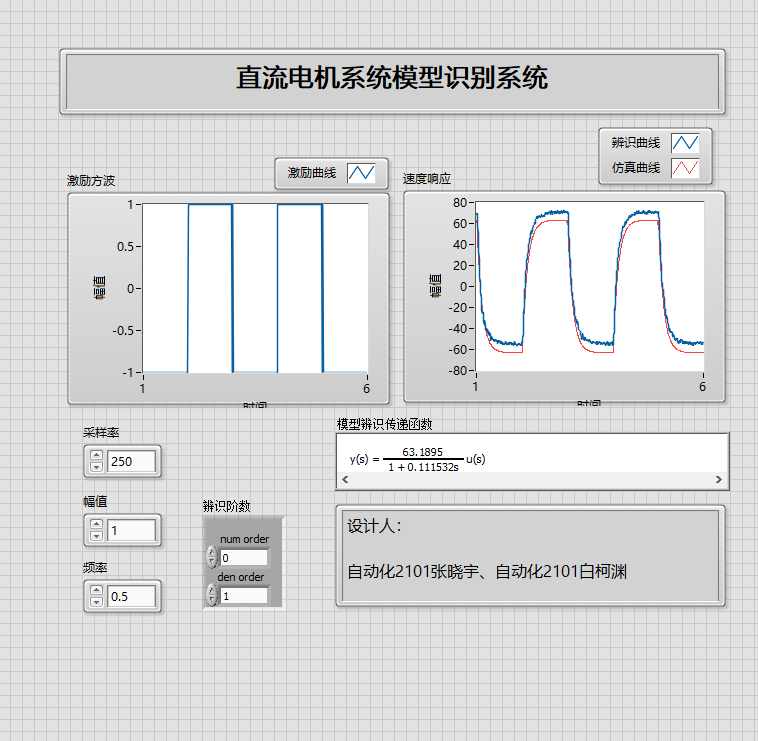 直流电机系统模型识别系统
激励方波
激励曲线
幅值
1
0.5
0
-0.5
-1
1
6
时间
速度响应
辨识曲线
仿真曲线
幅值
80
60
40
20
0
-20
-40
-60
-80
1
6
时间
采样率
250
幅值
1
频率
0.5
辨识阶数
num order
0
den order
1
模型辨识传递函数
63.1895
y(s) = u(s)
1 + 0.111532s
设计人：
自动化2101张晓宇、自动化2101白柯渊